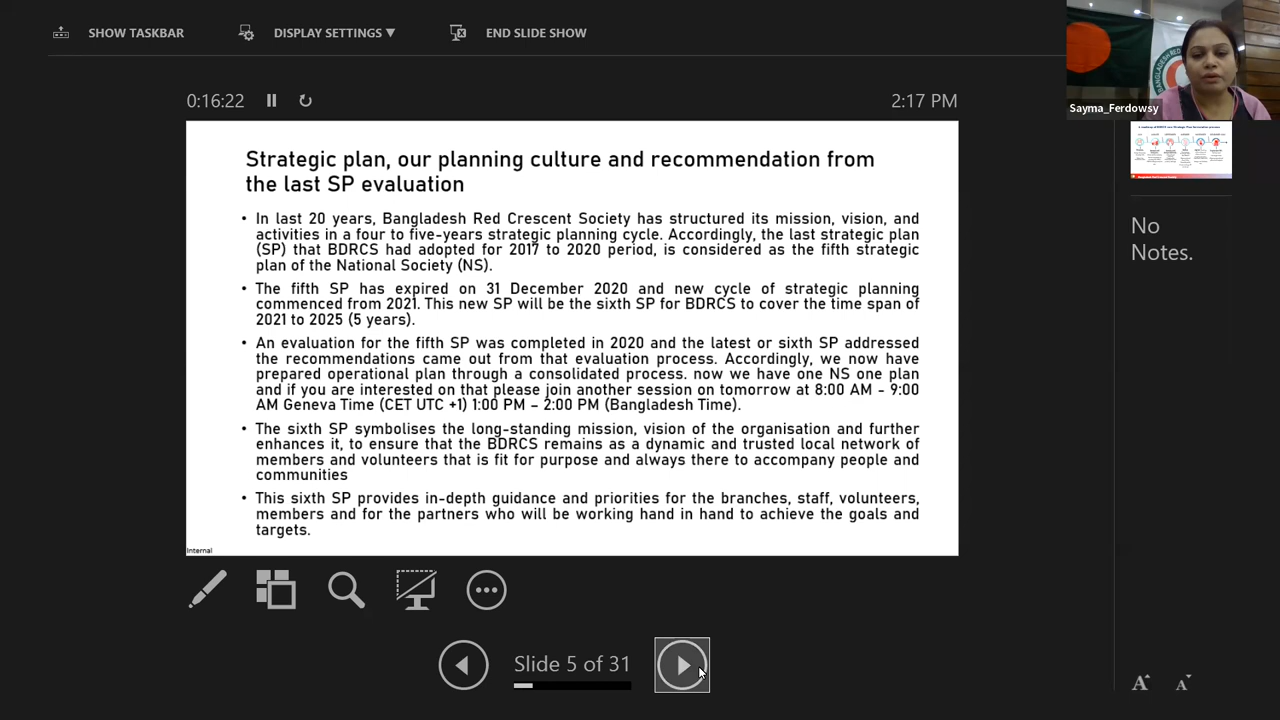 SHOW TASKBAR
DISPLAY SETTINGS ▼
END SLIDE SHOW
Sayma_Ferdowsy
0:16:22
2:17 PM
Strategic plan, our planning culture and recommendation from
the last SP evaluation
• In last 20 years, Bangladesh Red Crescent Society has structured its mission, vision, and
activities in a four to five-years strategic planning cycle. Accordingly, the last strategic plan
(SP) that BDRCS had adopted for 2017 to 2020 period, is considered as the fifth strategic
plan of the National Society (NS).
• The fifth SP has expired on 31 December 2020 and new cycle of strategic planning
commenced from 2021. This new SP will be the sixth SP for BDRCS to cover the time span of
2021 to 2025 (5 years).
• An evaluation for the fifth SP was completed in 2020 and the latest or sixth SP addressed
the recommendations came out from that evaluation process. Accordingly, we now have
prepared operational plan through a consolidated process. now we have one NS one plan
and if you are interested on that please join another session on tomorrow at 8:00 AM - 9:00
AM Geneva Time (CET UTC +1) 1:00 PM – 2:00 PM (Bangladesh Time).
• The sixth SP symbolises the long-standing mission, vision of the organisation and further
enhances it, to ensure that the BDRCS remains as a dynamic and trusted local network of
members and volunteers that is fit for purpose and always there to accompany people and
communities
• This sixth SP provides in-depth guidance and priorities for the branches, staff, volunteers,
members and for the partners who will be working hand in hand to achieve the goals and
targets.
Internal
No
Notes.
Slide 5 of 31
A A